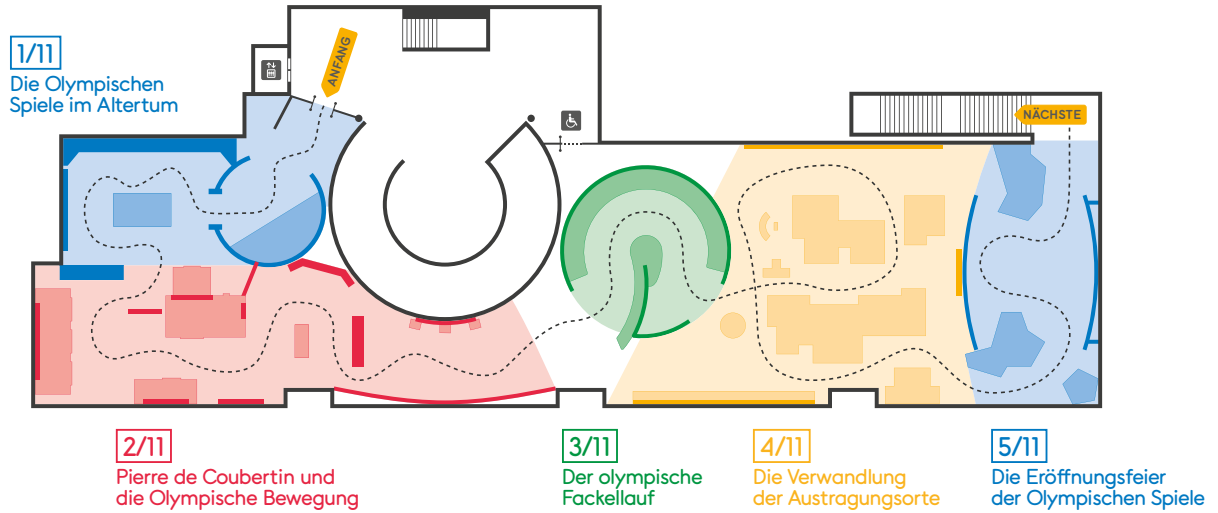 1/11
Die Olympischen
Spiele im Altertum
ANFANG
NÄCHSTE
2/11
Pierre de Coubertin und
die Olympische Bewegung
3/11
Der olympische
Fackellauf
4/11
Die Verwandlung
der Austragungsorte
5/11
Die Eröffnungsfeier
der Olympischen Spiele